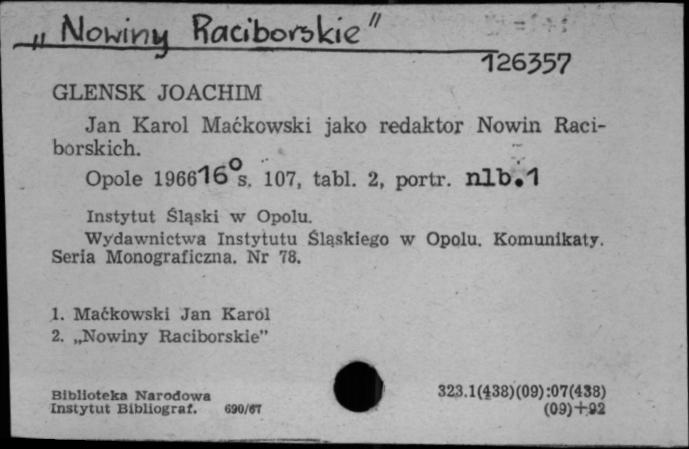 „Nowiny Raciborskie"
126357
GLENSK JOACHIM
Jan Karol Maćkowski jako redaktor Nowin Raci-
borskich.
Opole 1966 16° s. 107, tabl. 2, portr. nlb. 1
Instytut Śląski w Opolu.
Wydawnictwa Instytutu Śląskiego w Opolu. Komunikaty.
Seria Monograficzna. Nr 78.
1. Maćkowski Jan Karol
2. „Nowiny Raciborskie"
Biblioteka Narodowa 323.1(438)(09):07(438)
Instytut Bibliograf. 690/67 (09)+92